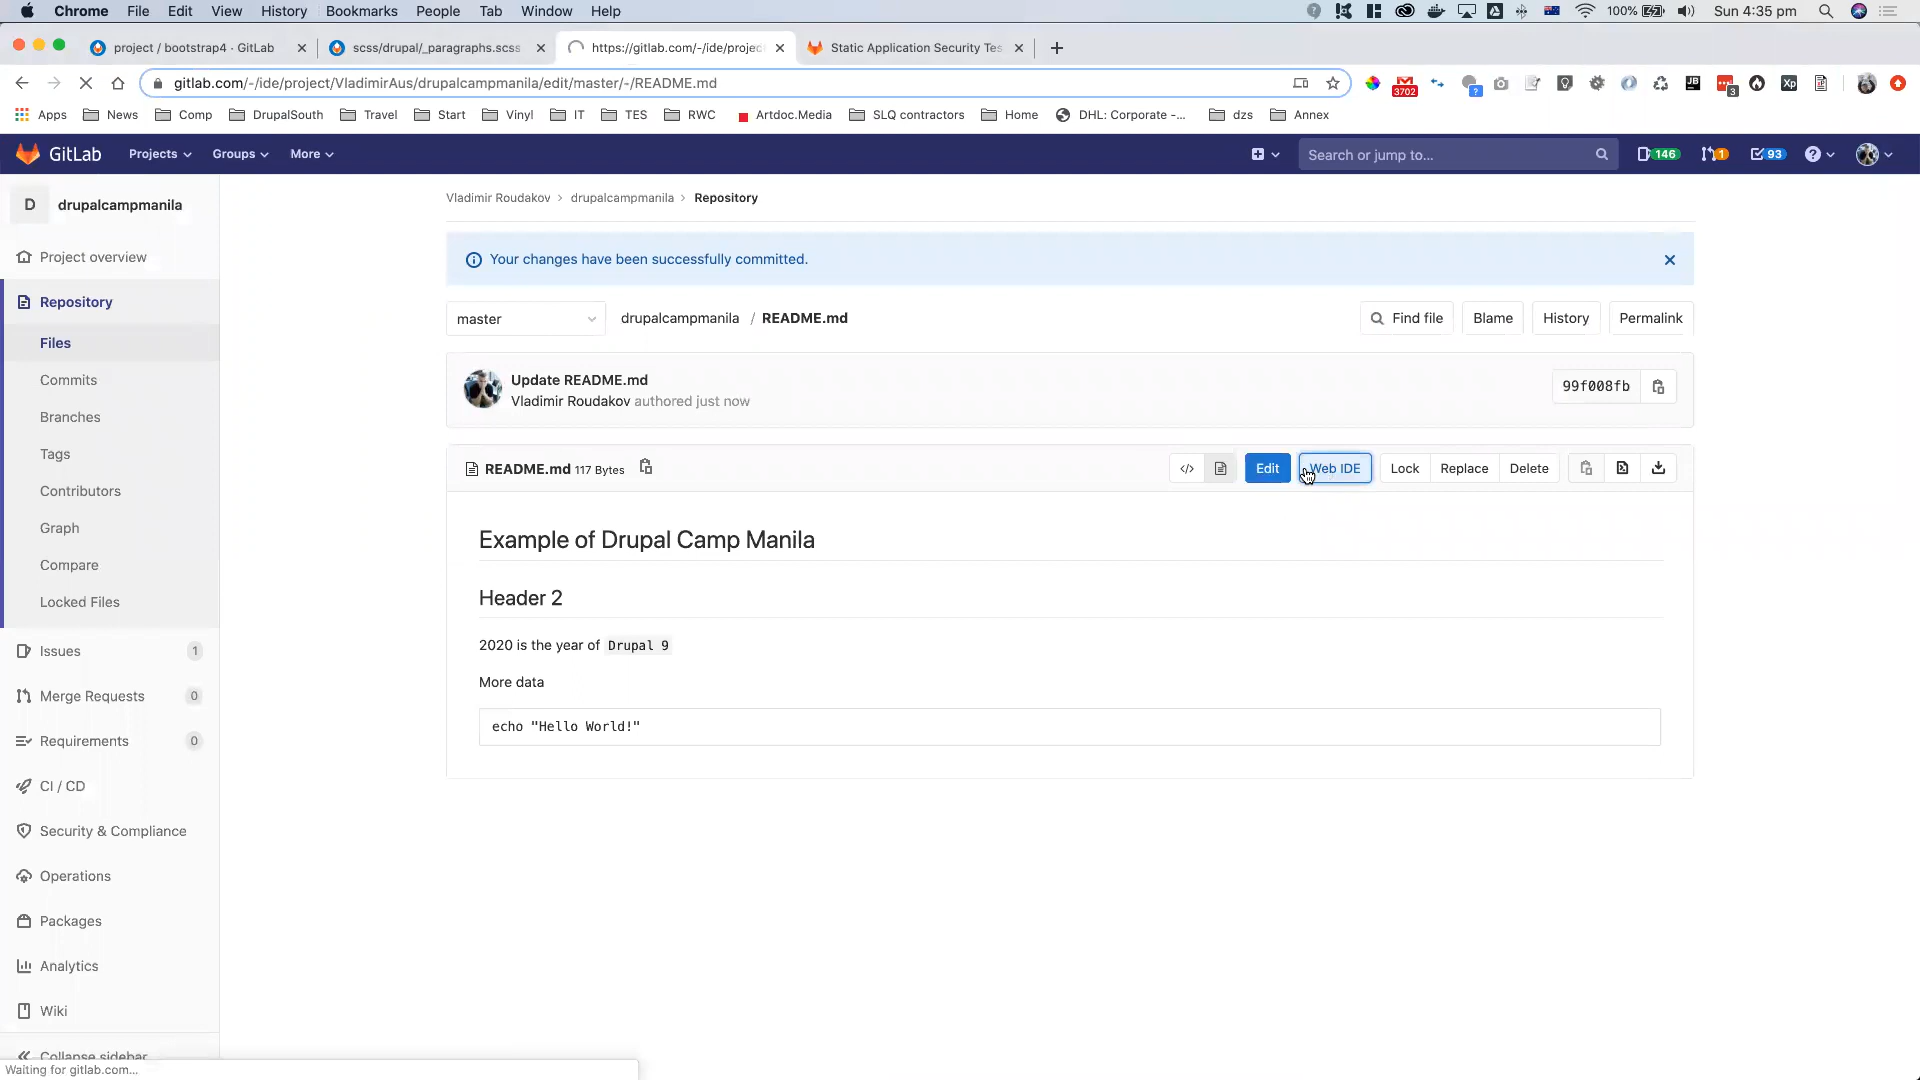 Chrome File Edit View History Bookmarks People Tab Window Help 100% Sun 4:35 pm
project / bootstrap4 · GitLab scss/drupal/_paragraphs.scss https://gitlab.com/-/ide/projec Static Application Security Tes
gitlab.com/-/ide/project/VladimirAus/drupalcampmanila/edit/master/-/README.md 3702 ? JB 3 Xp
Apps News Comp DrupalSouth Travel Start Vinyl IT TES RWC Artdoc.Media SLQ contractors Home DHL: Corporate -... dzs Annex
GitLab Projects Groups More Search or jump to... 146 1 93
D drupalcampmanila
Vladimir Roudakov > drupalcampmanila > Repository
Project overview
Your changes have been successfully committed.
Repository
master drupalcampmanila / README.md Find file Blame History Permalink
Files
Commits
Update README.md
Vladimir Roudakov authored just now
99f008fb
Branches
Tags
README.md 117 Bytes </> Edit Web IDE Lock Replace Delete
Contributors
Graph
Example of Drupal Camp Manila
Compare
Locked Files
Header 2
Issues 1
2020 is the year of Drupal 9
Merge Requests 0
More data
Requirements 0
echo "Hello World!"
CI / CD
Security & Compliance
Operations
Packages
Analytics
Wiki
Collapse sidebar
Waiting for gitlab.com...